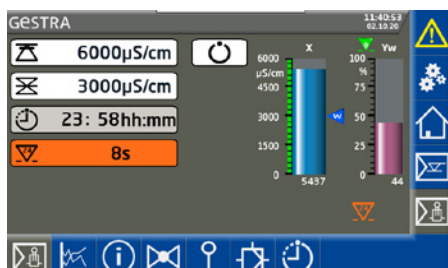 GESTRA
11:40:53
02.10.20
6000µS/cm
3000µS/cm
23: 58hh:mm
8s
X
6000
µS/cm
4500
3000
1500
0
5437
W
Yw
100
%
75
50
25
0
44